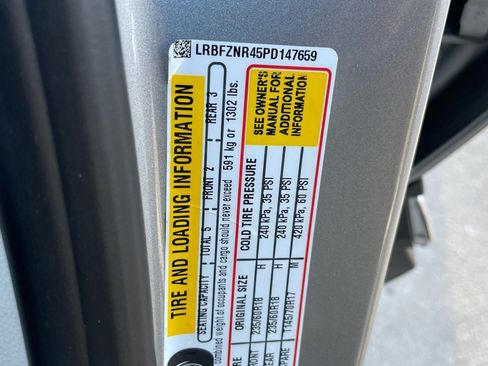 LRBFZNR45PD147659
TIRE AND LOADING INFORMATION
SEATING CAPACITY TOTAL 5 FRONT 2 REAR 3
combined weight of occupants and cargo should never exceed 591 kg or 1302 lbs.
ORIGINAL SIZE COLD TIRE PRESSURE
235/60R18 H 240 kPa, 35 PSI
235/60R18 H 240 kPa, 35 PSI
T145/70R17 M 420 kPa, 60 PSI
SEE OWNER'S
MANUAL FOR
ADDITIONAL
INFORMATION